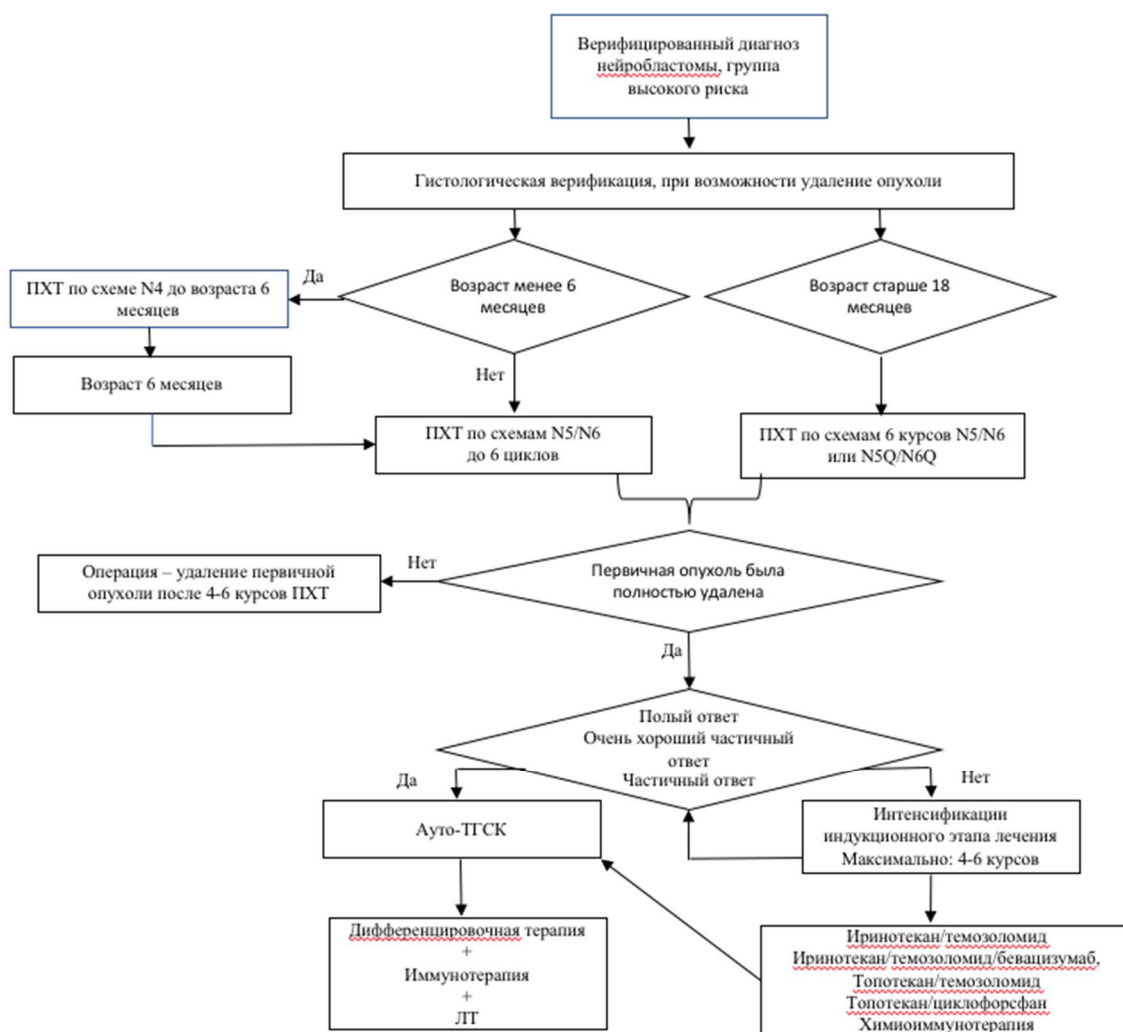 Верифицированный диагноз
нейробластомы, группа
высокого риска
Гистологическая верификация, при возможности удаление опухоли
Да
ПХТ по схеме N4 до возраста 6
месяцев
Возраст менее 6
месяцев
Возраст старше 18
месяцев
Возраст 6 месяцев
Нет
ПХТ по схемам N5/N6
до 6 циклов
ПХТ по схемам 6 курсов N5/N6
или N5Q/N6Q
Операция – удаление первичной
опухоли после 4-6 курсов ПХТ
Нет
Первичная опухоль была
полностью удалена
Да
Полый ответ
Очень хороший частичный
ответ
Частичный ответ
Да
Нет
Ауто-ТГСК
Интенсификации
индукционного этапа лечения
Максимально: 4-6 курсов
Дифференцировочная терапия
+
Иммунотерапия
+
ЛТ
Иринотекан/темозоломид
Иринотекан/темозоломид/бевацизумаб,
Топотекан/темозоломид
Топотекан/циклофорсфан
Химиоиммунотерапия